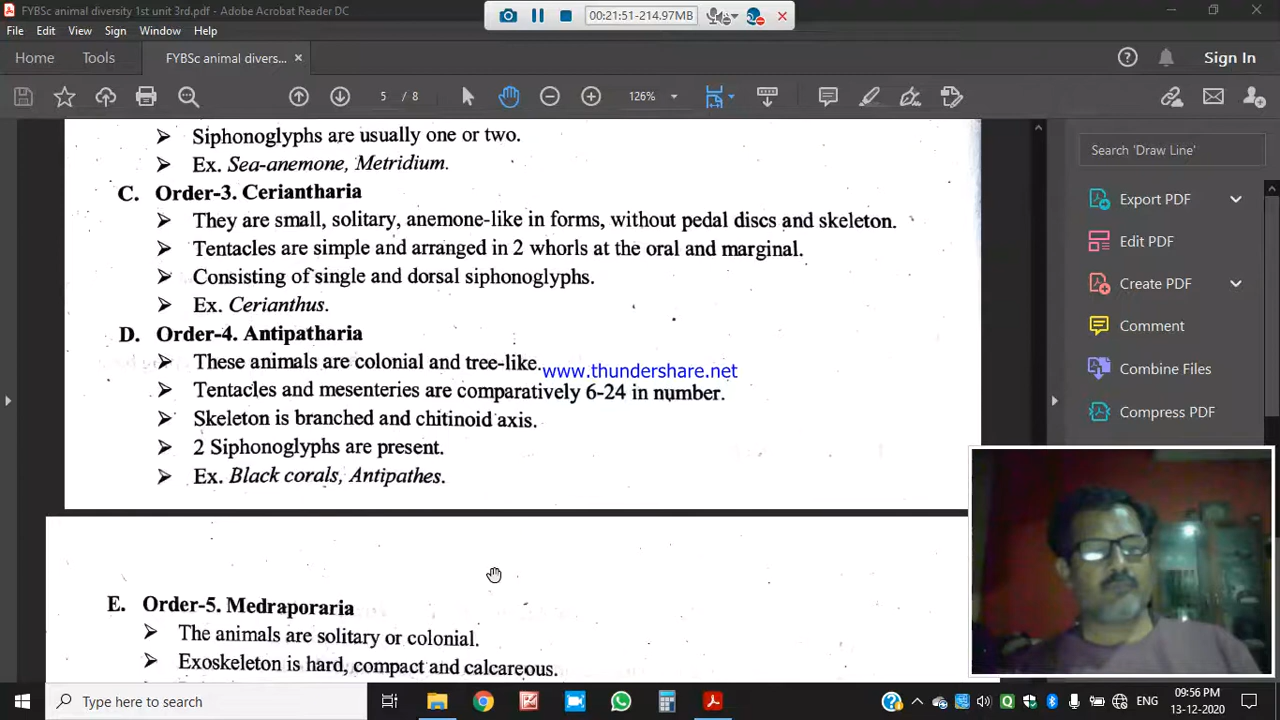 FYBSc animal diversity 1st unit 3rd.pdf - Adobe Acrobat Reader DC
00:21:51-214.97MB
File Edit View Sign Window Help
Home Tools FYBSc animal divers... Sign In
5 / 8 126%
Search 'Draw Line'
Export PDF
Edit PDF
Create PDF
Comment
Combine Files
Compress PDF
Siphonoglyphs are usually one or two.
Ex. Sea-anemone, Metridium.
C. Order-3. Ceriantharia
They are small, solitary, anemone-like in forms, without pedal discs and skeleton.
Tentacles are simple and arranged in 2 whorls at the oral and marginal.
Consisting of single and dorsal siphonoglyphs.
Ex. Cerianthus.
D. Order-4. Antipatharia
These animals are colonial and tree-like.
www.thundershare.net
Tentacles and mesenteries are comparatively 6-24 in number.
Skeleton is branched and chitinoid axis.
2 Siphonoglyphs are present.
Ex. Black corals, Antipathes.
E. Order-5. Medraporaria
The animals are solitary or colonial.
Exoskeleton is hard, compact and calcareous.
Type here to search
ENG
09:56 PM
13-12-2020